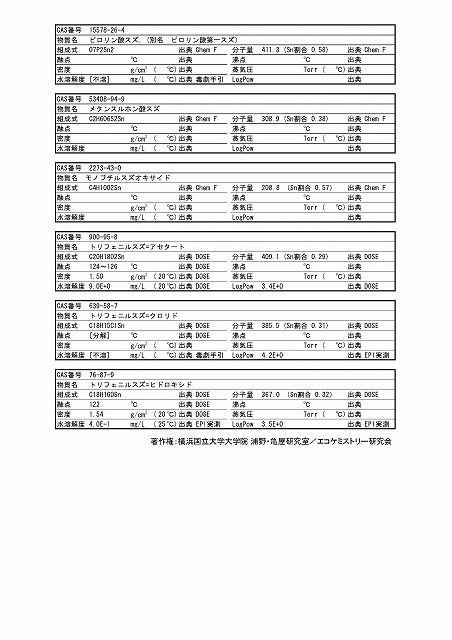 CAS番号 15578-26-4
物質名 ピロリン酸スズ, (別名 ピロリン酸第一スズ)
組成式 O7P2Sn2 出典 Chem F 分子量 411.3 (Sn割合 0.58) 出典 Chem F
融点 ℃ 出典 沸点 ℃ 出典
密度 g/cm³ ( ℃) 出典 蒸気圧 Torr ( ℃) 出典
水溶解度 [不溶] mg/L ( ℃) 出典 毒劇手引 LogPow 出典
CAS番号 53408-94-9
物質名 メタンスルホン酸スズ
組成式 C2H6O6S2Sn 出典 Chem F 分子量 308.9 (Sn割合 0.38) 出典 Chem F
融点 ℃ 出典 沸点 ℃ 出典
密度 g/cm³ ( ℃) 出典 蒸気圧 Torr ( ℃) 出典
水溶解度 mg/L ( ℃) 出典 LogPow 出典
CAS番号 2273-43-0
物質名 モノブチルスズオキサイド
組成式 C4H10O2Sn 出典 Chem F 分子量 208.8 (Sn割合 0.57) 出典 Chem F
融点 ℃ 出典 沸点 ℃ 出典
密度 g/cm³ ( ℃) 出典 蒸気圧 Torr ( ℃) 出典
水溶解度 mg/L ( ℃) 出典 LogPow 出典
CAS番号 900-95-8
物質名 トリフェニルスズ=アセタート
組成式 C20H18O2Sn 出典 DOSE 分子量 409.1 (Sn割合 0.29) 出典 DOSE
融点 124～126 ℃ 出典 DOSE 沸点 ℃ 出典
密度 1.50 g/cm³ ( 20℃) 出典 DOSE 蒸気圧 Torr ( ℃) 出典
水溶解度 9.0E+0 mg/L ( 20℃) 出典 DOSE LogPow 3.4E+0 出典 DOSE
CAS番号 639-58-7
物質名 トリフェニルスズ=クロリド
組成式 C18H15ClSn 出典 DOSE 分子量 385.5 (Sn割合 0.31) 出典 DOSE
融点 [分解] ℃ 出典 DOSE 沸点 ℃ 出典
密度 g/cm³ ( ℃) 出典 蒸気圧 Torr ( ℃) 出典
水溶解度 [不溶] mg/L ( ℃) 出典 毒劇手引 LogPow 4.2E+0 出典 EPI実測
CAS番号 76-87-9
物質名 トリフェニルスズ=ヒドロキシド
組成式 C18H16OSn 出典 DOSE 分子量 367.0 (Sn割合 0.32) 出典 DOSE
融点 122 ℃ 出典 DOSE 沸点 ℃ 出典
密度 1.54 g/cm³ ( 20℃) 出典 DOSE 蒸気圧 Torr ( ℃) 出典
水溶解度 4.0E-1 mg/L ( 25℃) 出典 EPI実測 LogPow 3.5E+0 出典 EPI実測
著作権:横浜国立大学大学院 浦野・亀屋研究室／エコケミストリー研究会